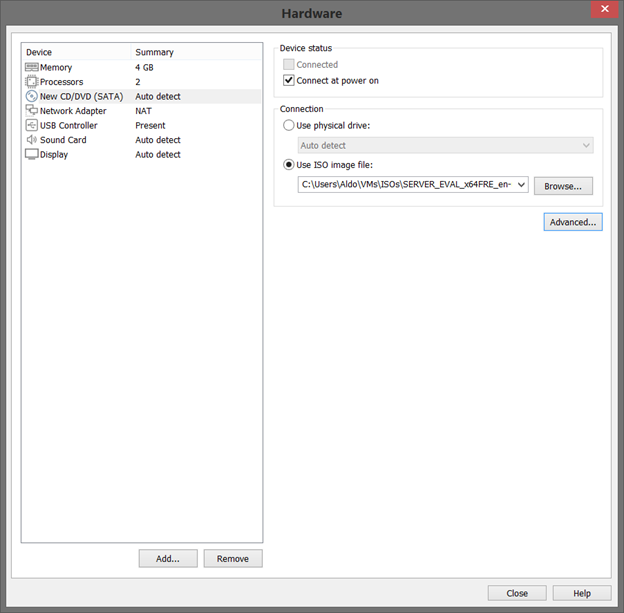 Hardware
Device Summary
Memory 4 GB
Processors 2
New CD/DVD (SATA) Auto detect
Network Adapter NAT
USB Controller Present
Sound Card Auto detect
Display Auto detect
Add... Remove
Device status
Connected
Connect at power on
Connection
Use physical drive:
Auto detect
Use ISO image file:
C:\Users\Aldo\VMs\ISOs\SERVER_EVAL_x64FRE_en- Browse...
Advanced...
Close Help